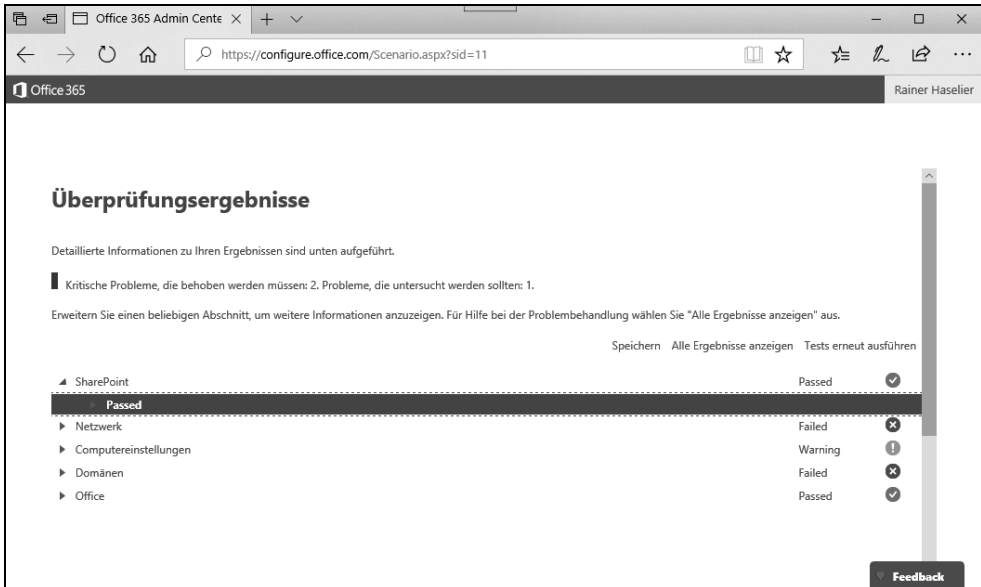 Office 365 Admin Cente
https://configure.office.com/Scenario.aspx?sid=11
Office 365
Rainer Haselier
Überprüfungsergebnisse
Detaillierte Informationen zu Ihren Ergebnissen sind unten aufgeführt.
Kritische Probleme, die behoben werden müssen: 2. Probleme, die untersucht werden sollten: 1.
Erweitern Sie einen beliebigen Abschnitt, um weitere Informationen anzuzeigen. Für Hilfe bei der Problembehandlung wählen Sie "Alle Ergebnisse anzeigen" aus.
Speichern Alle Ergebnisse anzeigen Tests erneut ausführen
SharePoint Passed
Passed
Netzwerk Failed
Computereinstellungen Warning
Domänen Failed
Office Passed
Feedback